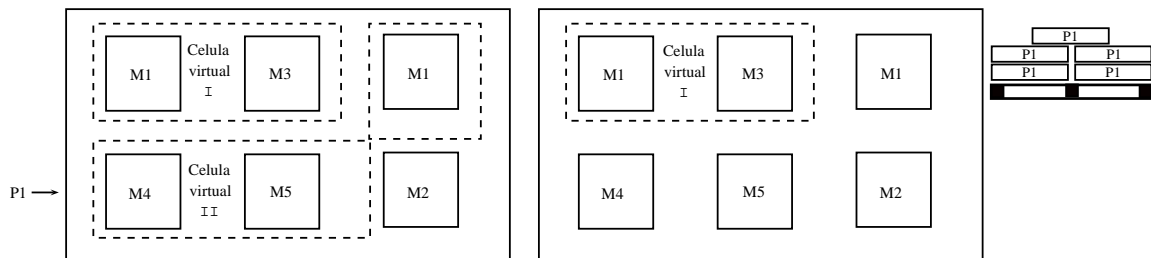 M1
Celula
virtual
I
M3
M1
M4
Celula
virtual
II
M5
M2
P1
M1
Celula
virtual
I
M3
M1
M4
M5
M2
P1
P1 P1
P1 P1